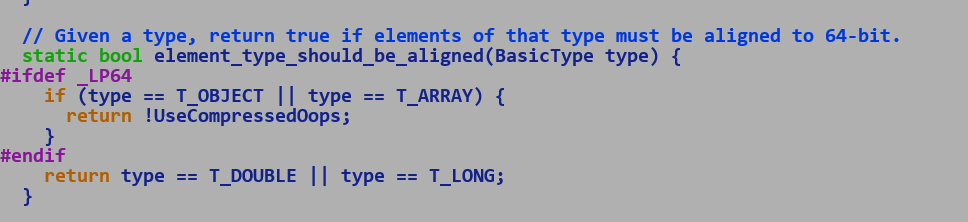 }
// Given a type, return true if elements of that type must be aligned to 64-bit.
static bool element_type_should_be_aligned(BasicType type) {
#ifdef _LP64
if (type == T_OBJECT || type == T_ARRAY) {
return !UseCompressedOops;
}
#endif
return type == T_DOUBLE || type == T_LONG;
}